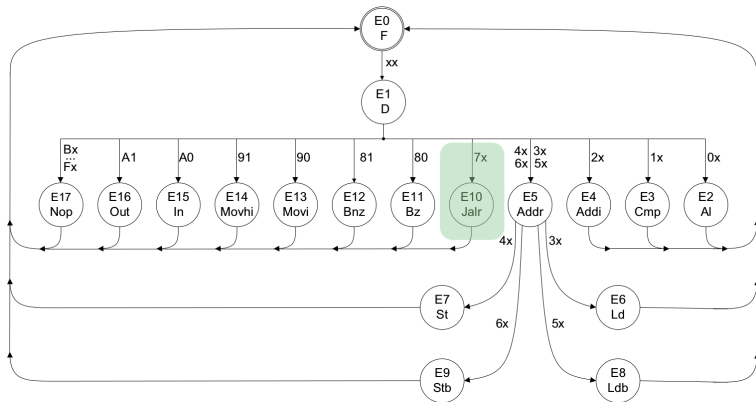 E0
F
xx
E1
D
Bx
...
Fx
A1
A0
91
90
81
80
7x
4x 3x
6x 5x
2x
1x
0x
E17
Nop
E16
Out
E15
In
E14
Movhi
E13
Movi
E12
Bnz
E11
Bz
E10
Jalr
E5
Addr
E4
Addi
E3
Cmp
E2
Al
4x
3x
E7
St
E6
Ld
6x
5x
E9
Stb
E8
Ldb